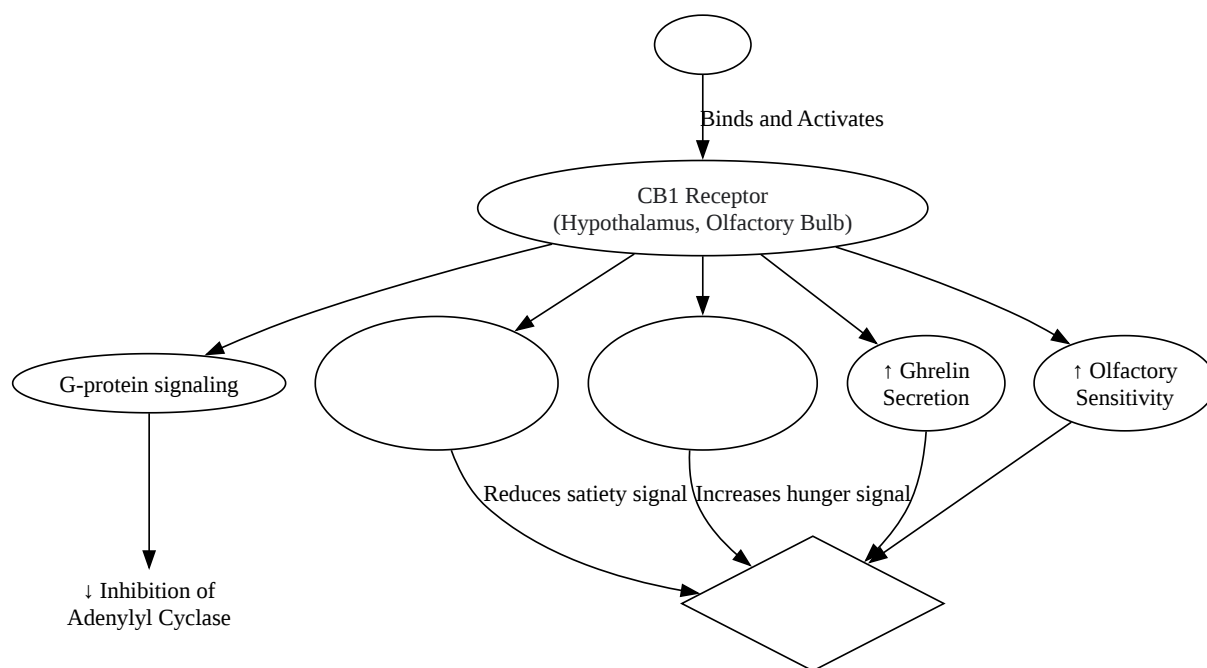 Binds and Activates
CB1 Receptor
(Hypothalamus, Olfactory Bulb)
G-protein signaling
↑ Ghrelin
Secretion
↑ Olfactory
Sensitivity
Reduces satiety signal
Increases hunger signal
↓ Inhibition of
Adenylyl Cyclase